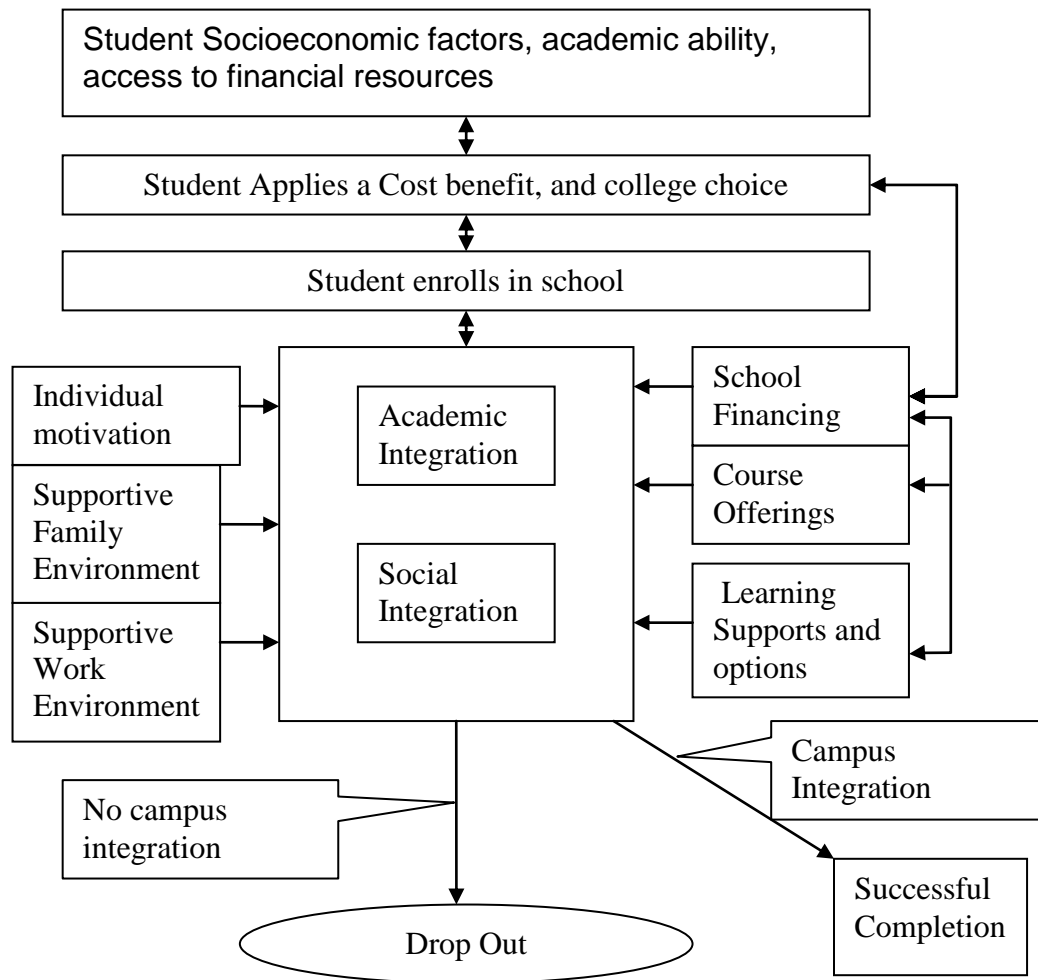 Student Socioeconomic factors, academic ability,
access to financial resources
Student Applies a Cost benefit, and college choice
Student enrolls in school
Individual
motivation
Supportive
Family
Environment
Supportive
Work
Environment
Academic
Integration
Social
Integration
School
Financing
Course
Offerings
Learning
Supports and
options
No campus
integration
Campus
Integration
Drop Out
Successful
Completion